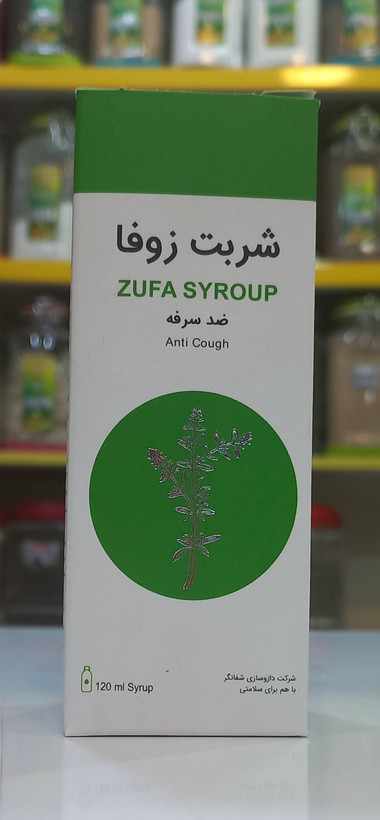 شربت زوفا
ZUFA SYROUP
ضد سرفه
Anti Cough
120 ml Syrup
شرکت داروسازی شفانگر
با هم برای سلامتی